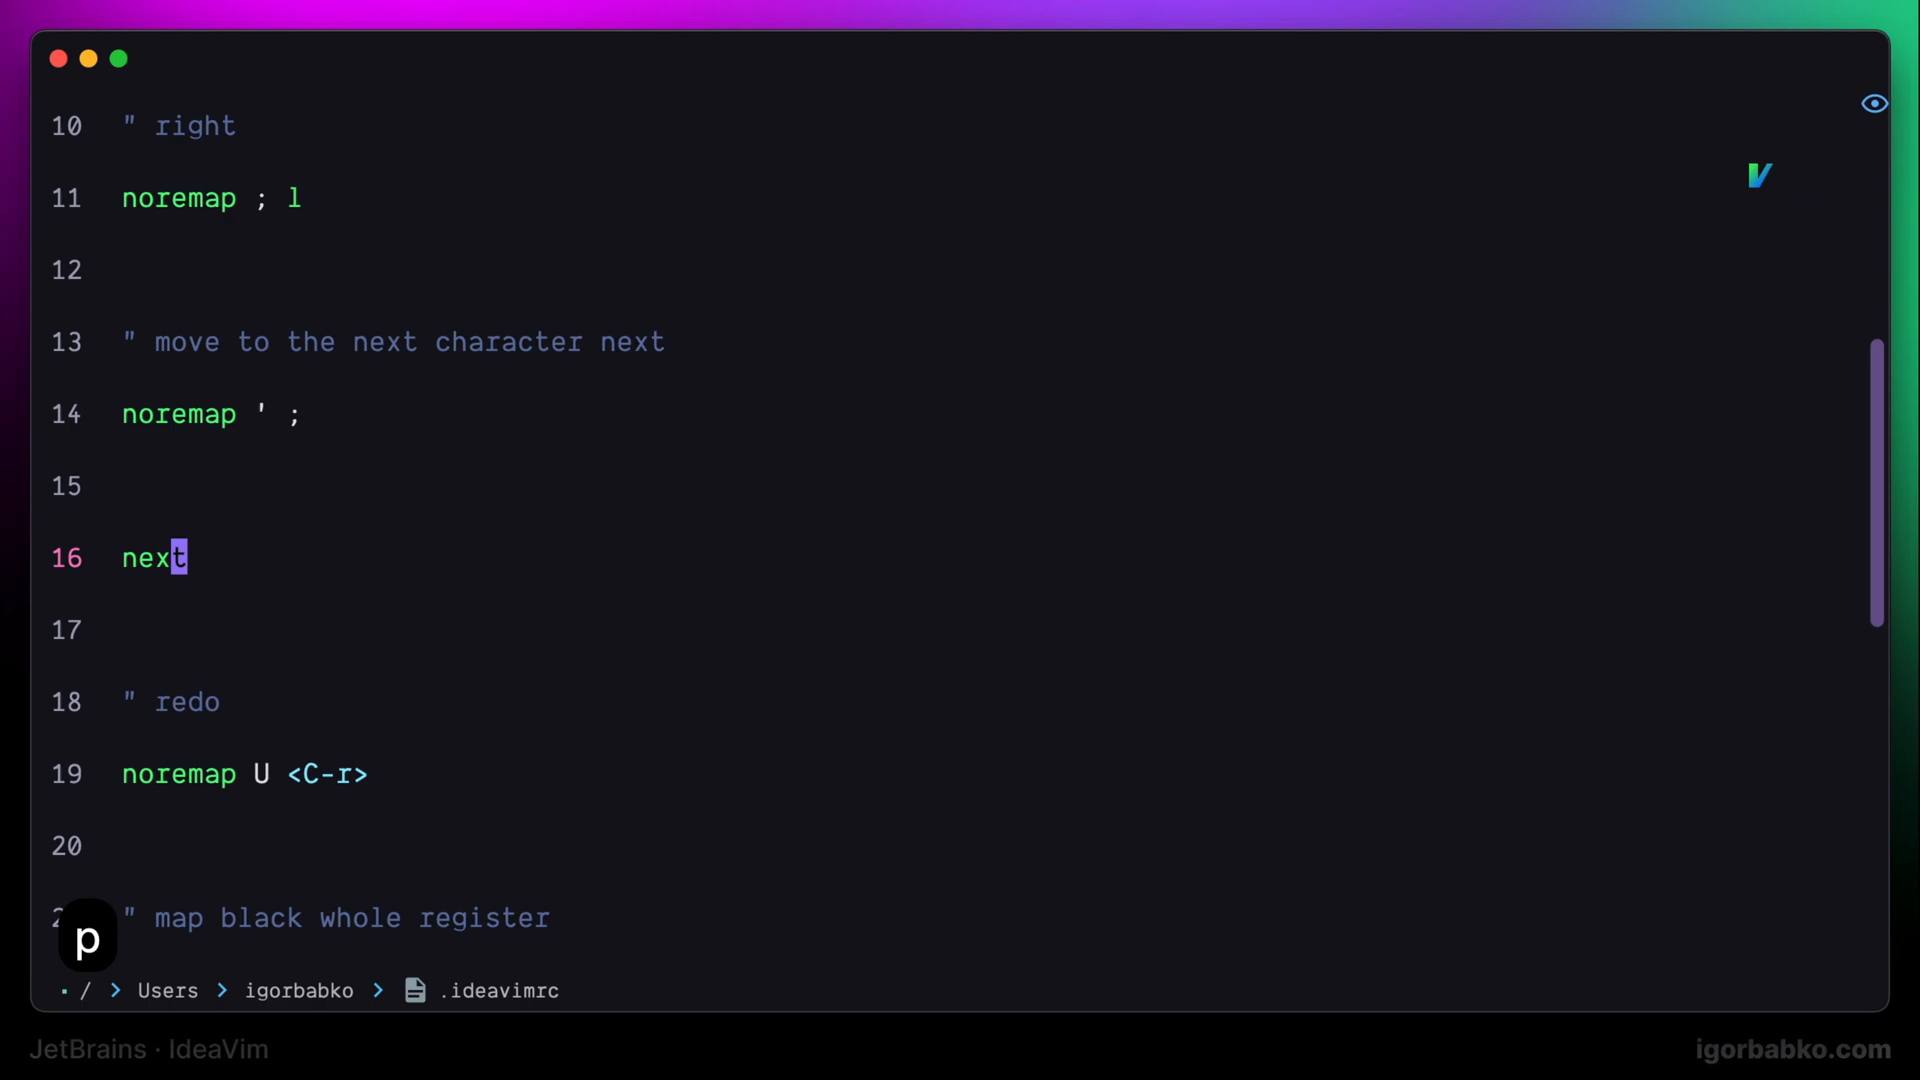 10 " right
11 noremap ; l
12
13 " move to the next character next
14 noremap ' ;
15
16 next
17
18 " redo
19 noremap U <C-r>
20
2 " map black whole register
p
/ > Users > igorbabko > .ideavimrc
JetBrains · IdeaVim
igorbabko.com